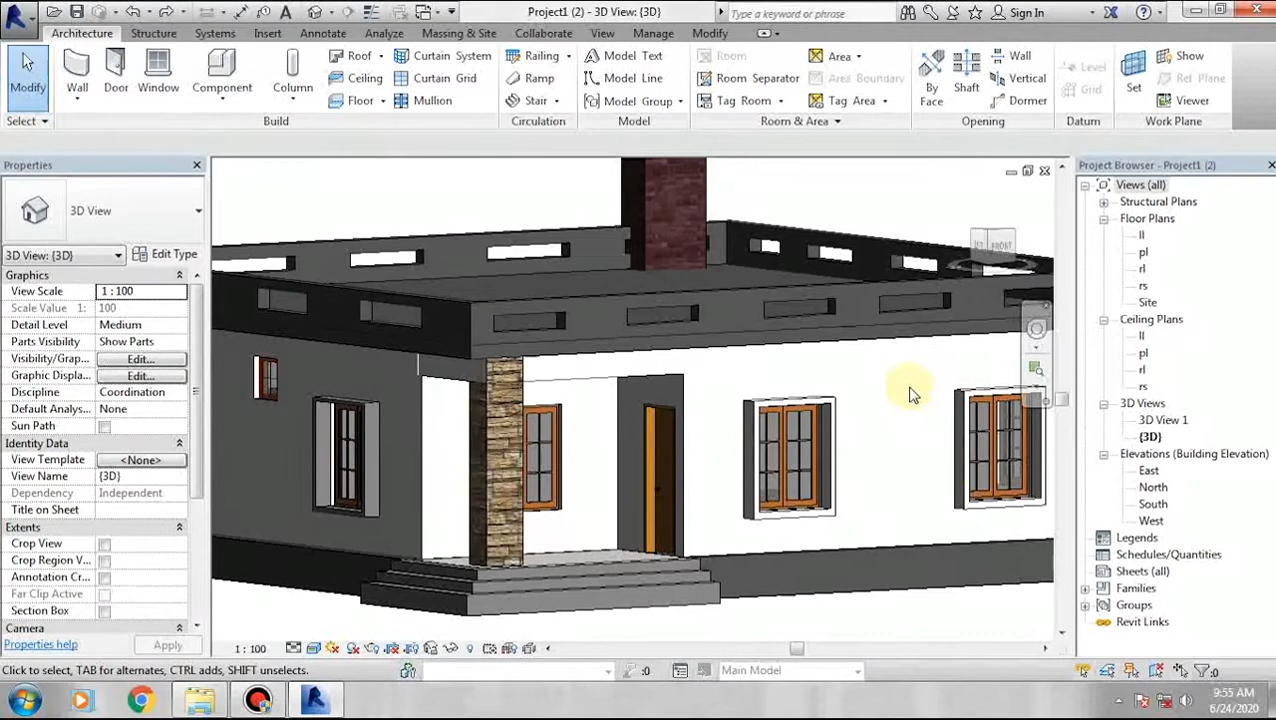 Project1 (2) - 3D View: {3D}
Type a keyword or phrase
Sign In
Architecture Structure Systems Insert Annotate Analyze Massing & Site Collaborate View Manage Modify
Modify
Select
Wall
Door
Window
Component
Column
Roof
Ceiling
Floor
Curtain System
Curtain Grid
Mullion
Build
Railing
Ramp
Stair
Circulation
Model Text
Model Line
Model Group
Model
Room
Room Separator
Tag Room
Area
Area Boundary
Tag Area
Room & Area
By
Face
Shaft
Wall
Vertical
Dormer
Opening
Level
Grid
Datum
Set
Show
Ref Plane
Viewer
Work Plane
Properties
3D View
3D View: {3D}
Edit Type
Graphics
View Scale 1 : 100
Scale Value 1: 100
Detail Level Medium
Parts Visibility Show Parts
Visibility/Grap... Edit...
Graphic Displa... Edit...
Discipline Coordination
Default Analys... None
Sun Path
Identity Data
View Template <None>
View Name {3D}
Dependency Independent
Title on Sheet
Extents
Crop View
Crop Region V...
Annotation Cr...
Far Clip Active
Section Box
Camera
Properties help
Apply
FRONT
Project Browser - Project1 (2)
Views (all)
Structural Plans
Floor Plans
ll
pl
rl
rs
Site
Ceiling Plans
ll
pl
rl
rs
3D Views
3D View 1
{3D}
Elevations (Building Elevation)
East
North
South
West
Legends
Schedules/Quantities
Sheets (all)
Families
Groups
Revit Links
1 : 100
Click to select, TAB for alternates, CTRL adds, SHIFT unselects.
:0
Main Model
:0
9:55 AM
6/24/2020